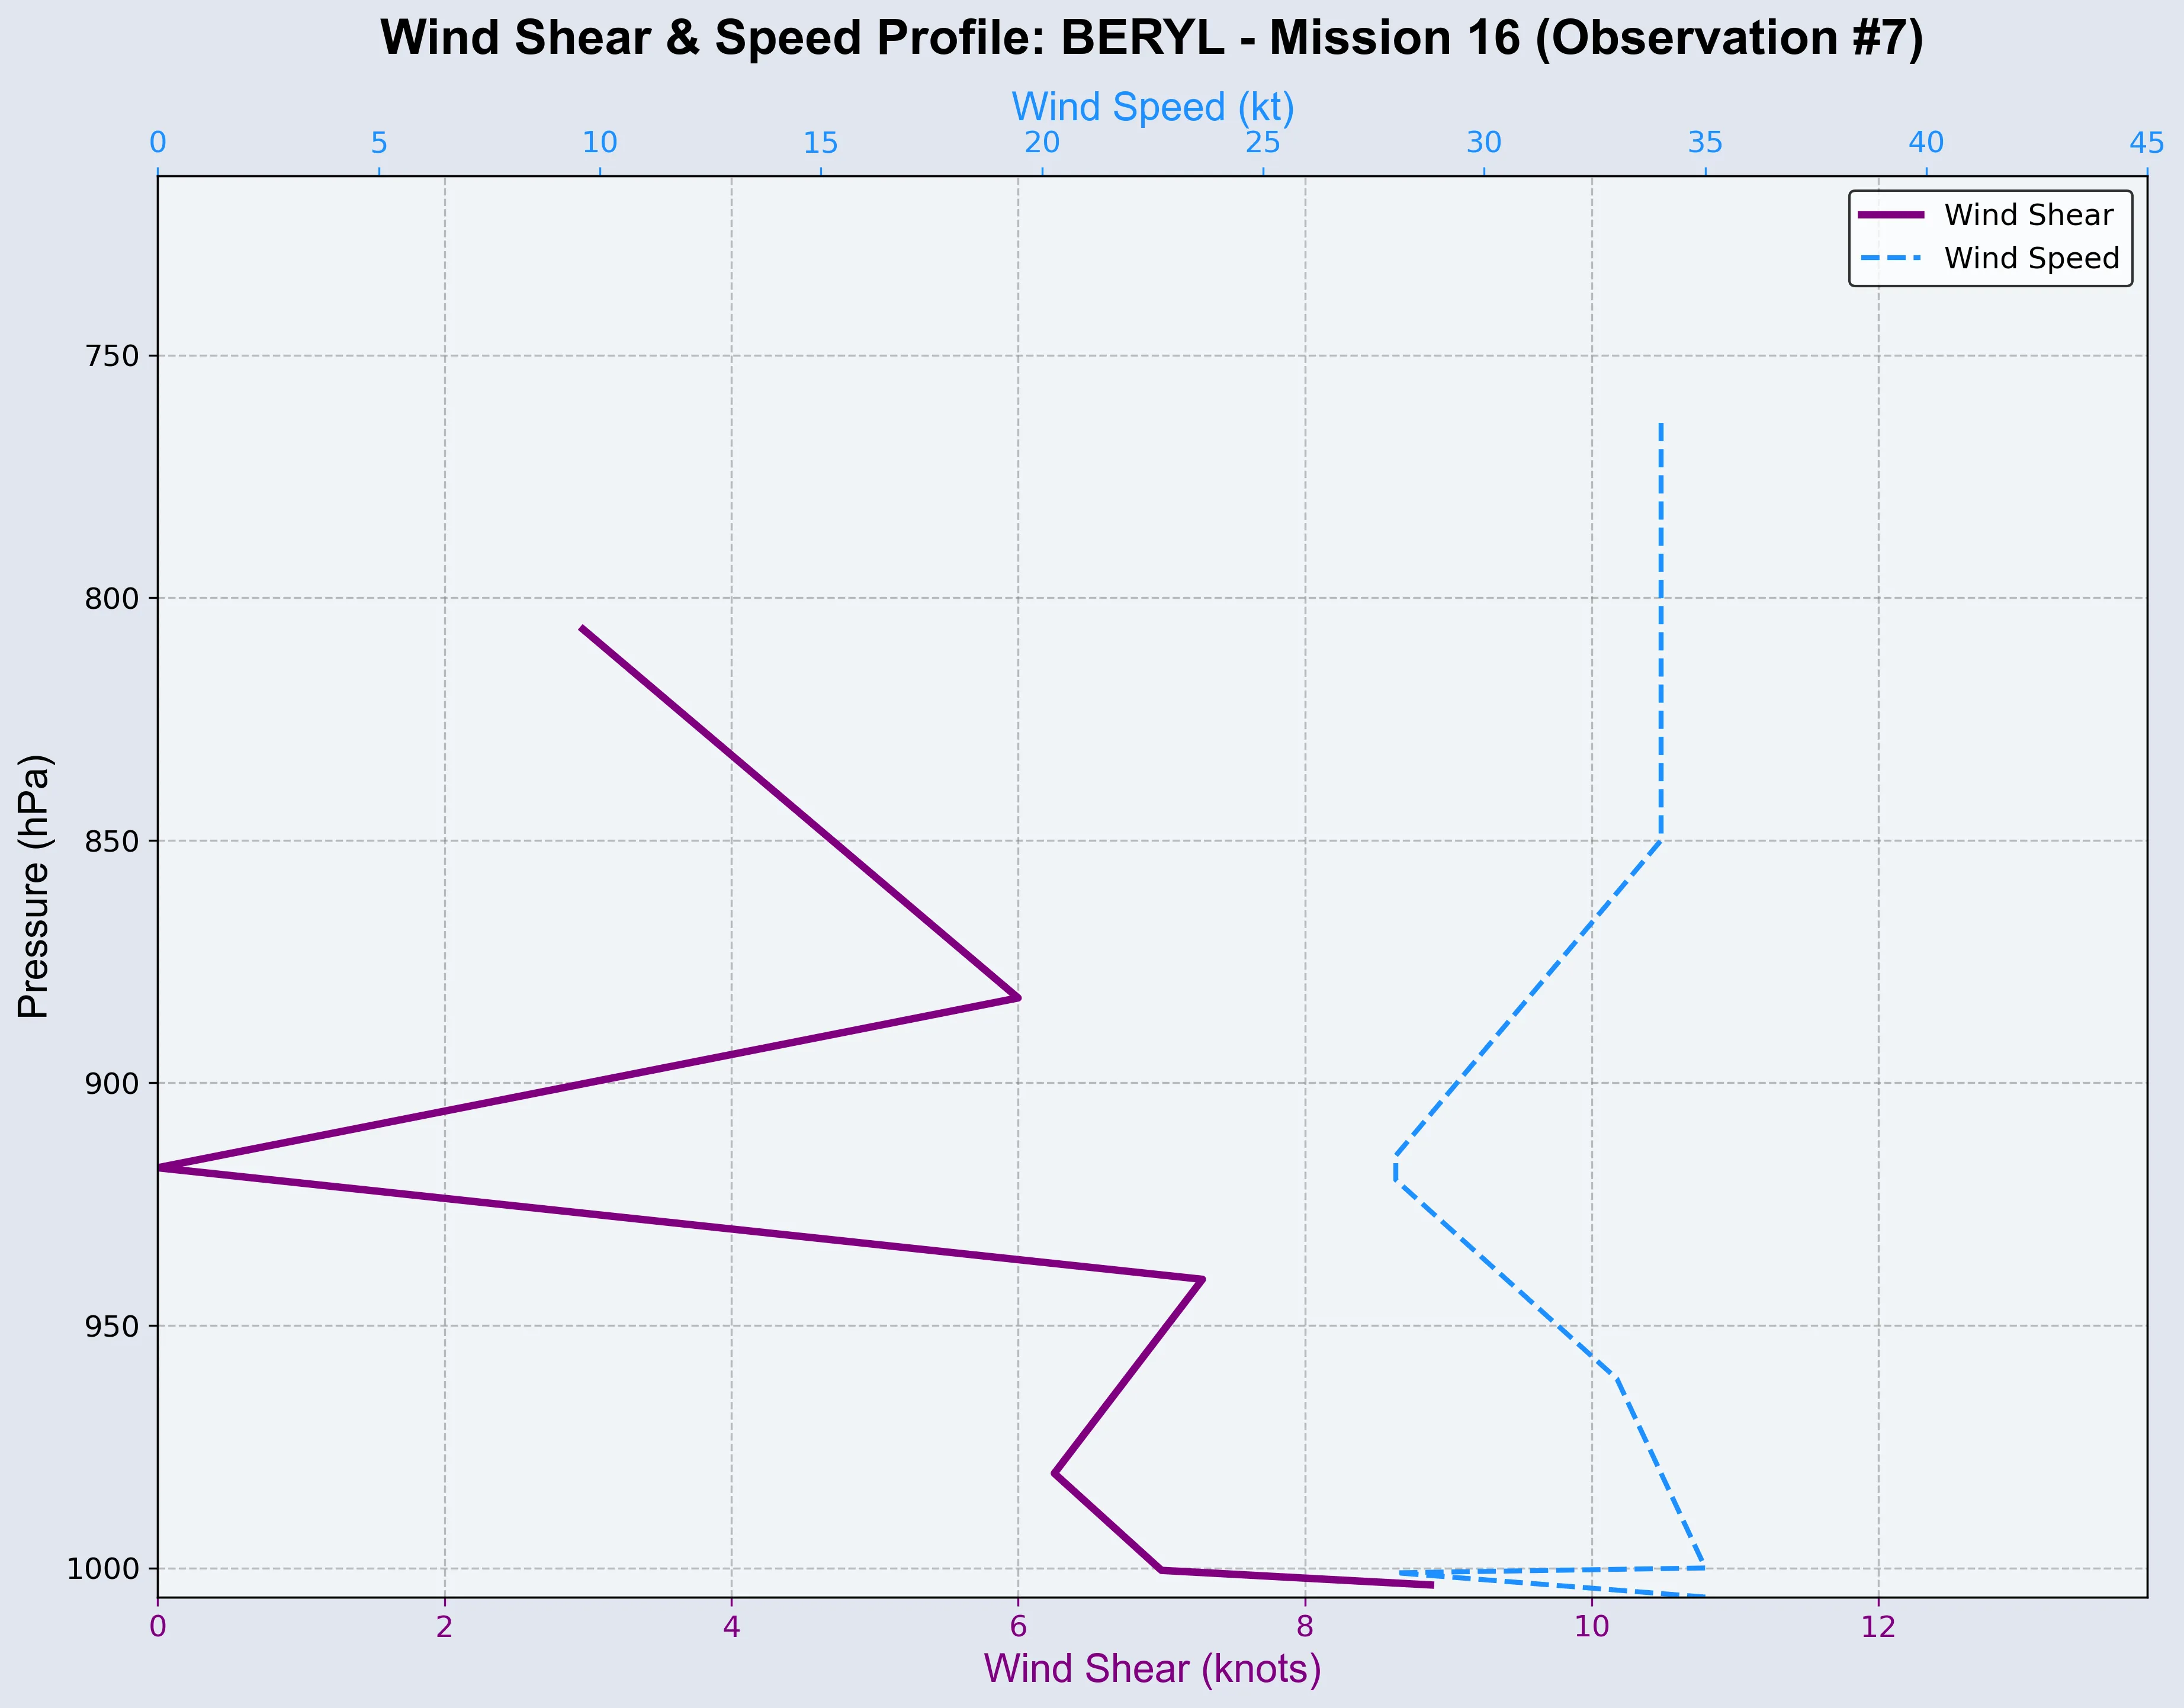 Wind Shear & Speed Profile: BERYL - Mission 16 (Observation #7)
Wind Speed (kt)
0 5 10 15 20 25 30 35 40 45
Wind Shear
Wind Speed
Pressure (hPa)
750
800
850
900
950
1000
0 2 4 6 8 10 12
Wind Shear (knots)